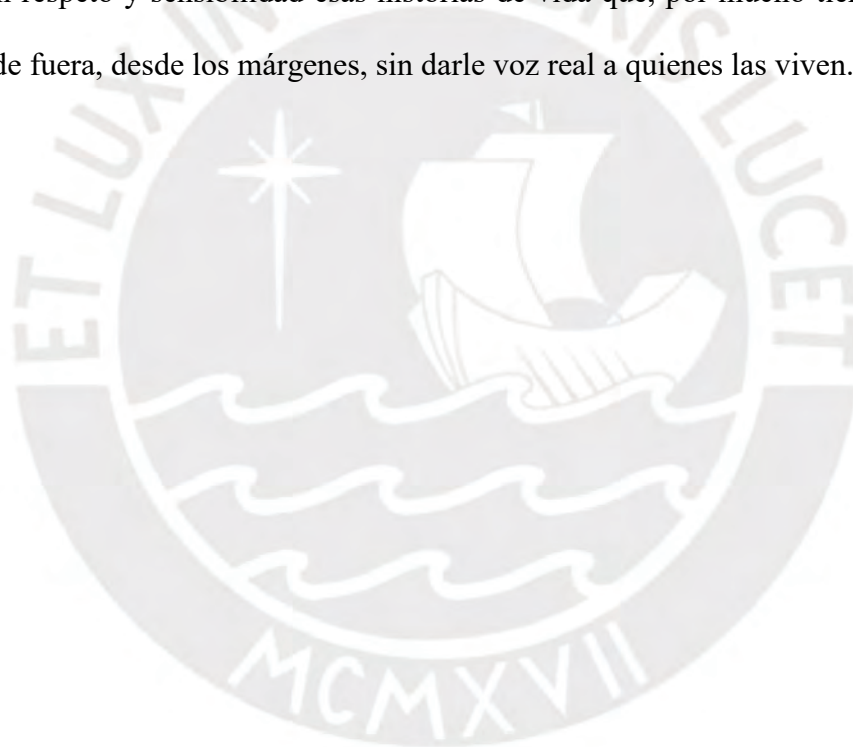 respeto y sensibilidad esas historias de vida que, por mucho
de fuera, desde los márgenes, sin darle voz real a quienes las viven.
ET LUX IN
LUCET
MCMXVII